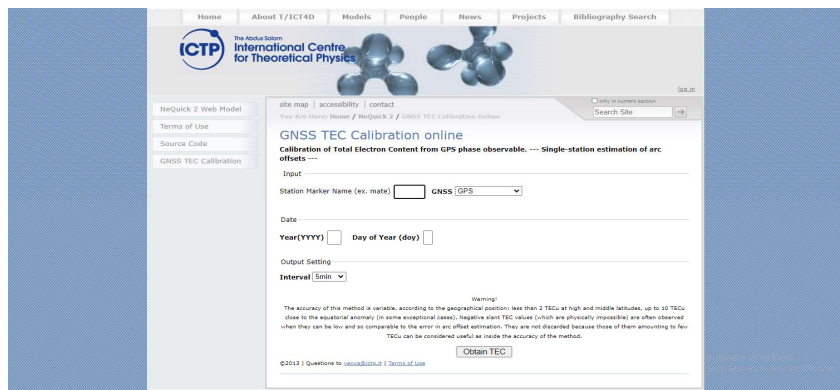 Home About T/ICT4D Models People News Projects Bibliography Search
ICTP
The Abdus Salam
International Centre
for Theoretical Physics
log in
site map | accessibility | contact
only in current section
Search Site
You Are Here: Home / NeQuick 2 / GNSS TEC Calibration Online
NeQuick 2 Web Model
Terms of Use
Source Code
GNSS TEC Calibration
GNSS TEC Calibration online
Calibration of Total Electron Content from GPS phase observable. --- Single-station estimation of arc
offsets ---
Input
Station Marker Name (ex. mate) GNSS GPS
Date
Year(YYYY) Day of Year (doy)
Output Setting
Interval 5min
Warning!
The accuracy of this method is variable, according to the geographical position: less than 2 TECu at high and middle latitudes, up to 10 TECu
close to the equatorial anomaly (in some exceptional cases). Negative slant TEC values (which are physically impossible) are often observed
when they can be low and so comparable to the error in arc offset estimation. They are not discarded because those of them amounting to few
TECu can be considered useful as inside the accuracy of the method.
Obtain TEC
©2013 | Questions to yenca@ictp.it | Terms of Use